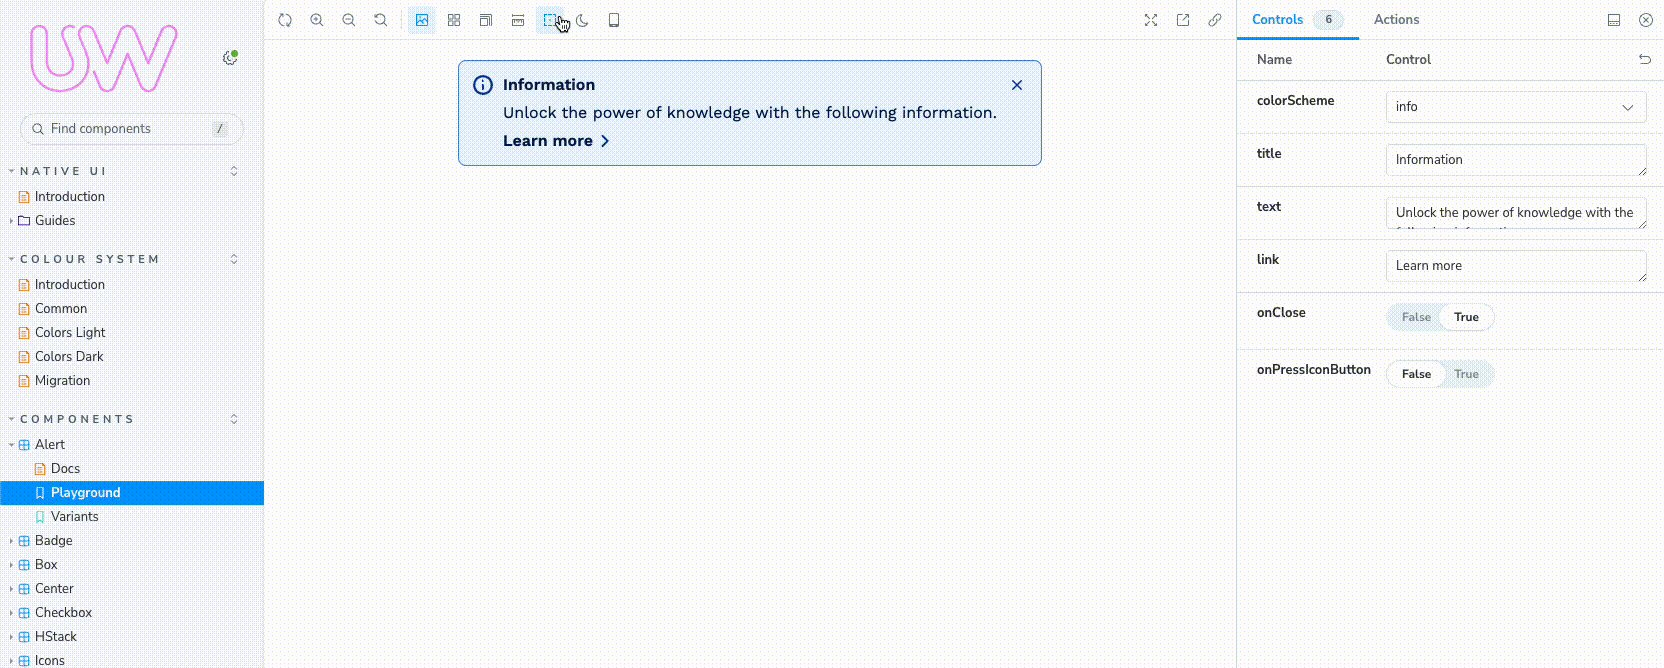 UW
Find components
/
NATIVE UI
Introduction
Guides
COLOUR SYSTEM
Introduction
Common
Colors Light
Colors Dark
Migration
COMPONENTS
Alert
Docs
Playground
Variants
Badge
Box
Center
Checkbox
HStack
Icons
Information
Unlock the power of knowledge with the following information.
Learn more
Controls 6 Actions
Name Control
colorScheme info
title Information
text Unlock the power of knowledge with the
link Learn more
onClose False True
onPressIconButton False True